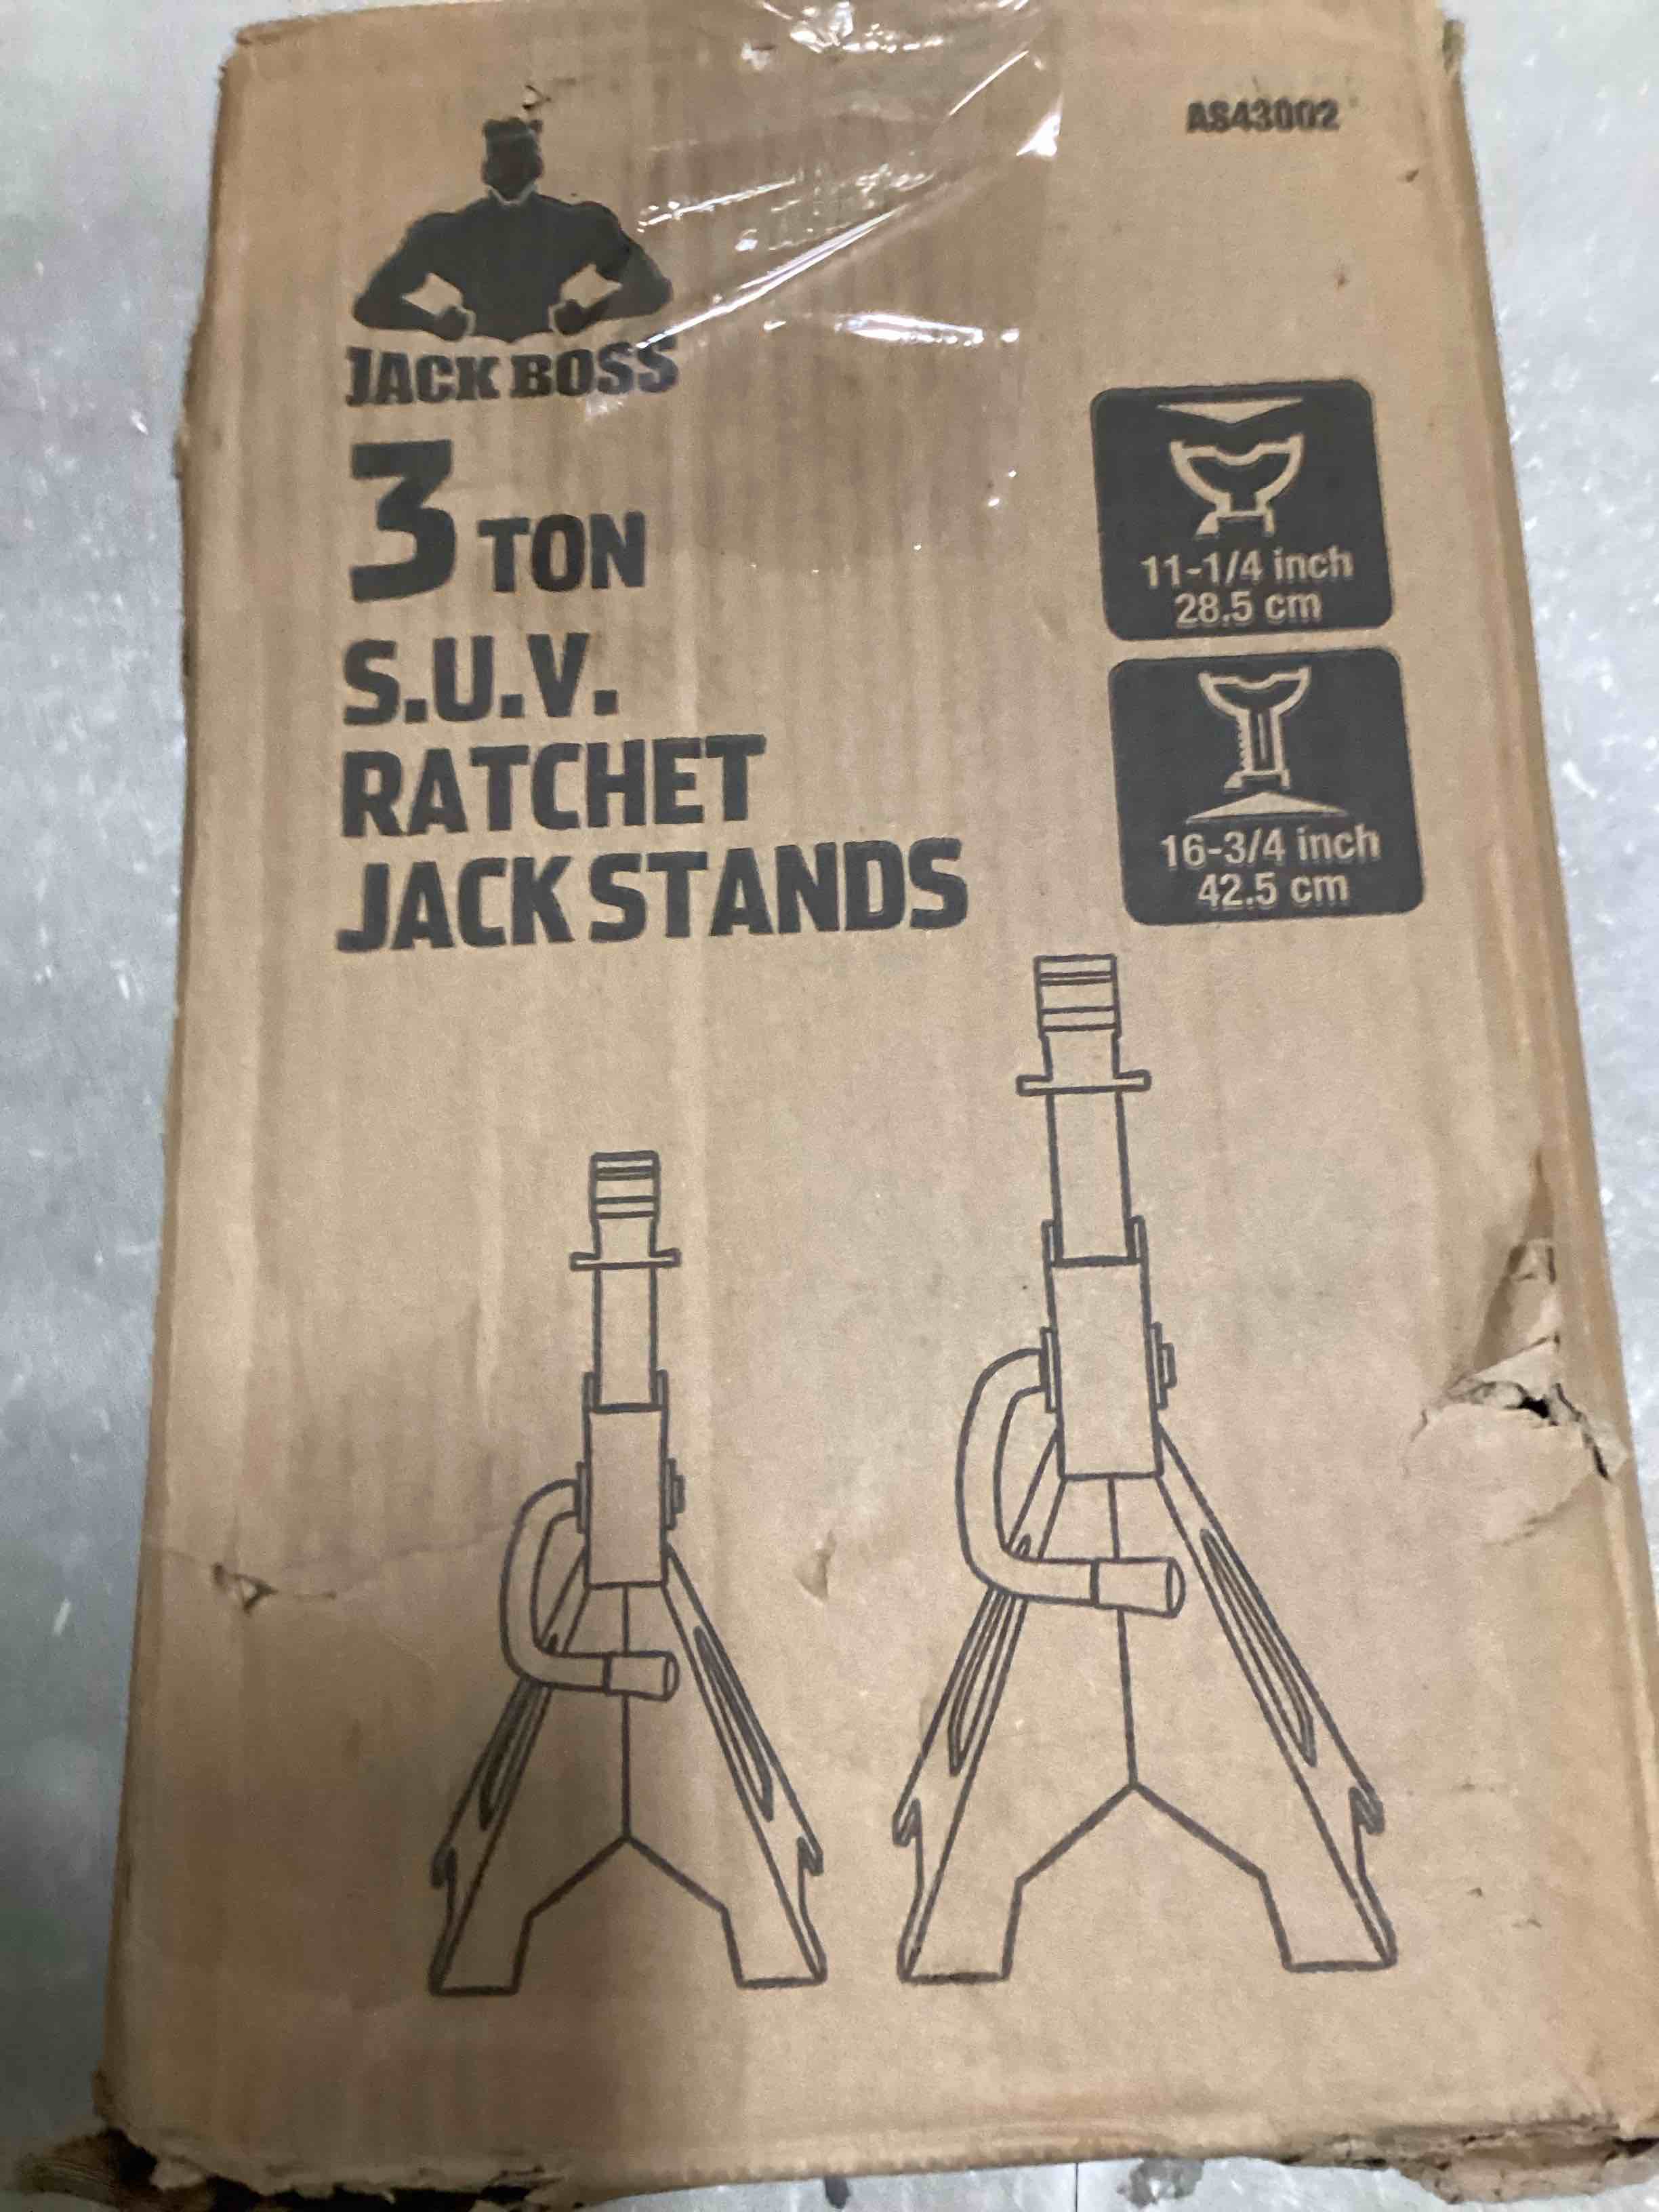 AS43002
JACK BOSS
3 TON
S.U.V.
RATCHET
JACK STANDS
11-1/4 inch
28.5 cm
16-3/4 inch
42.5 cm